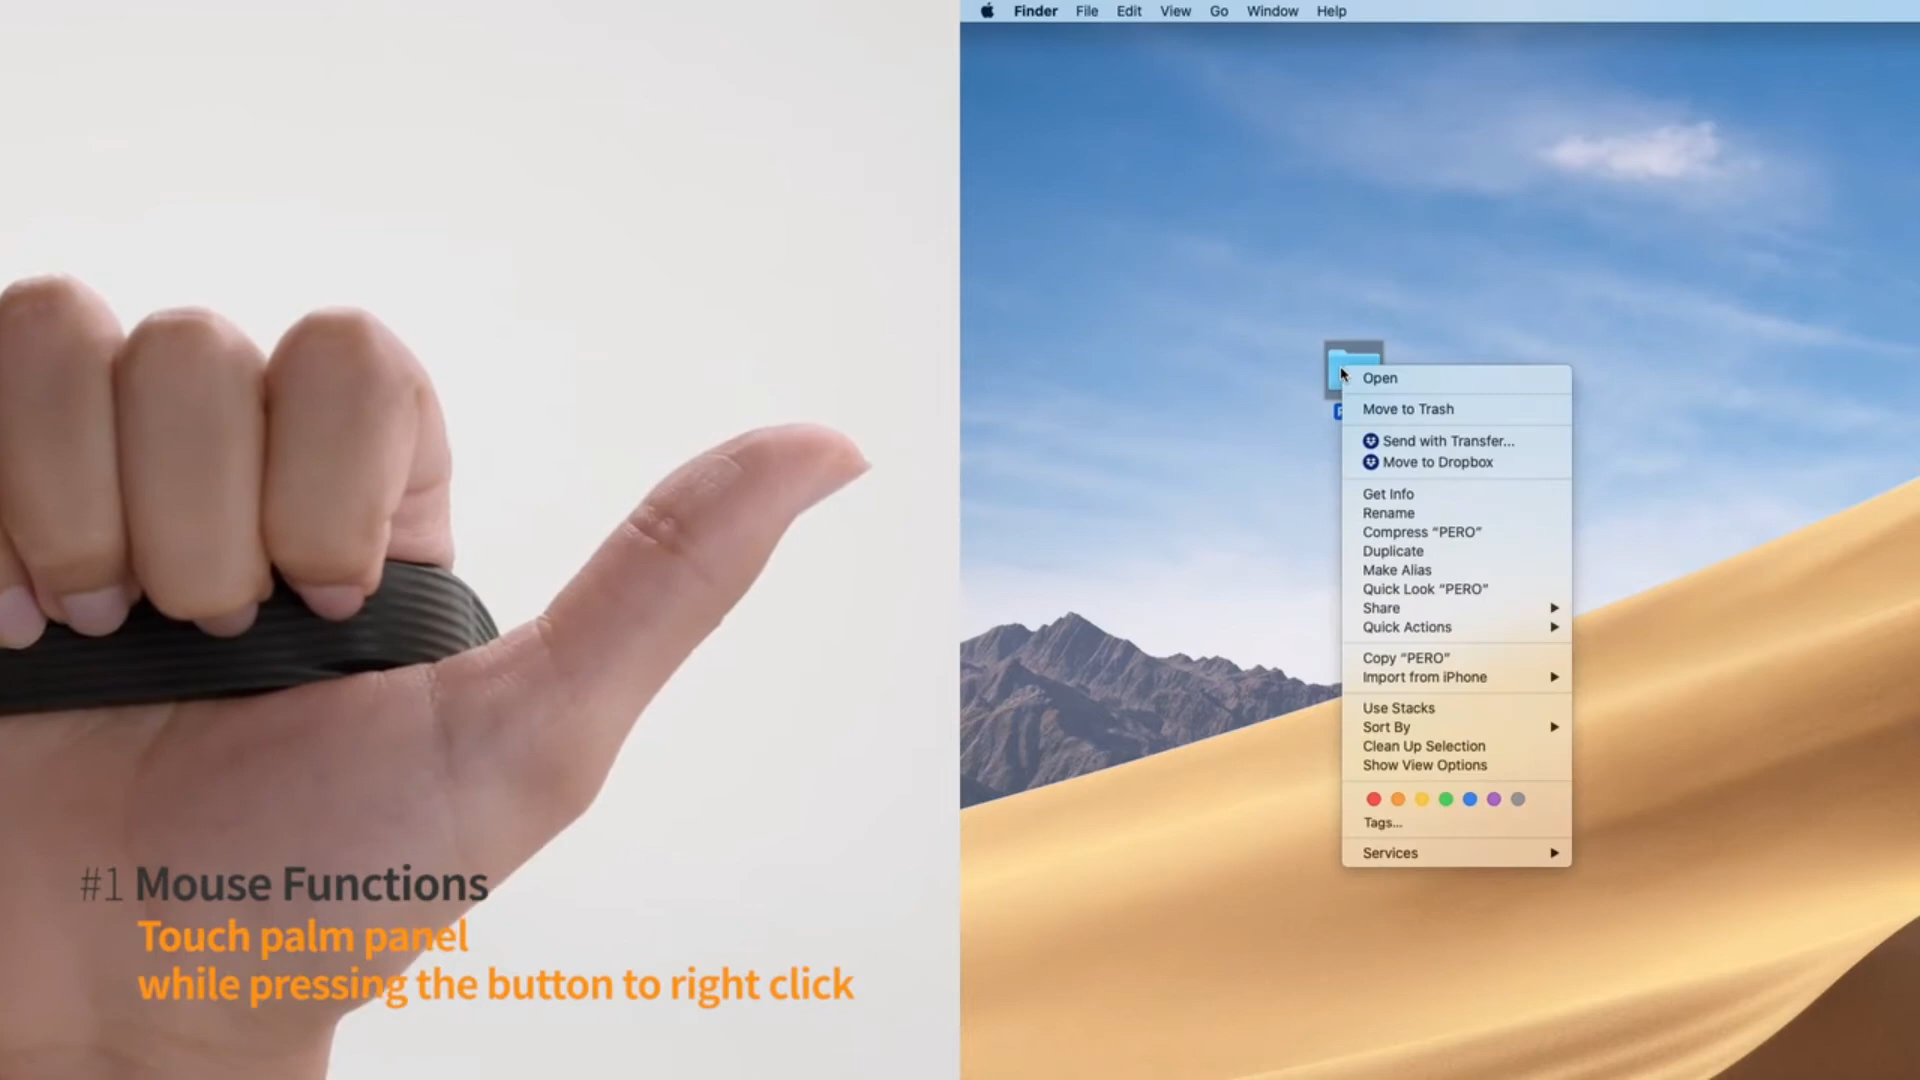 #1 Mouse Functions
Touch palm panel
while pressing the button to right click
Finder File Edit View Go Window Help
Open
Move to Trash
Send with Transfer...
Move to Dropbox
Get Info
Rename
Compress “PERO”
Duplicate
Make Alias
Quick Look “PERO”
Share
Quick Actions
Copy “PERO”
Import from iPhone
Use Stacks
Sort By
Clean Up Selection
Show View Options
Tags...
Services